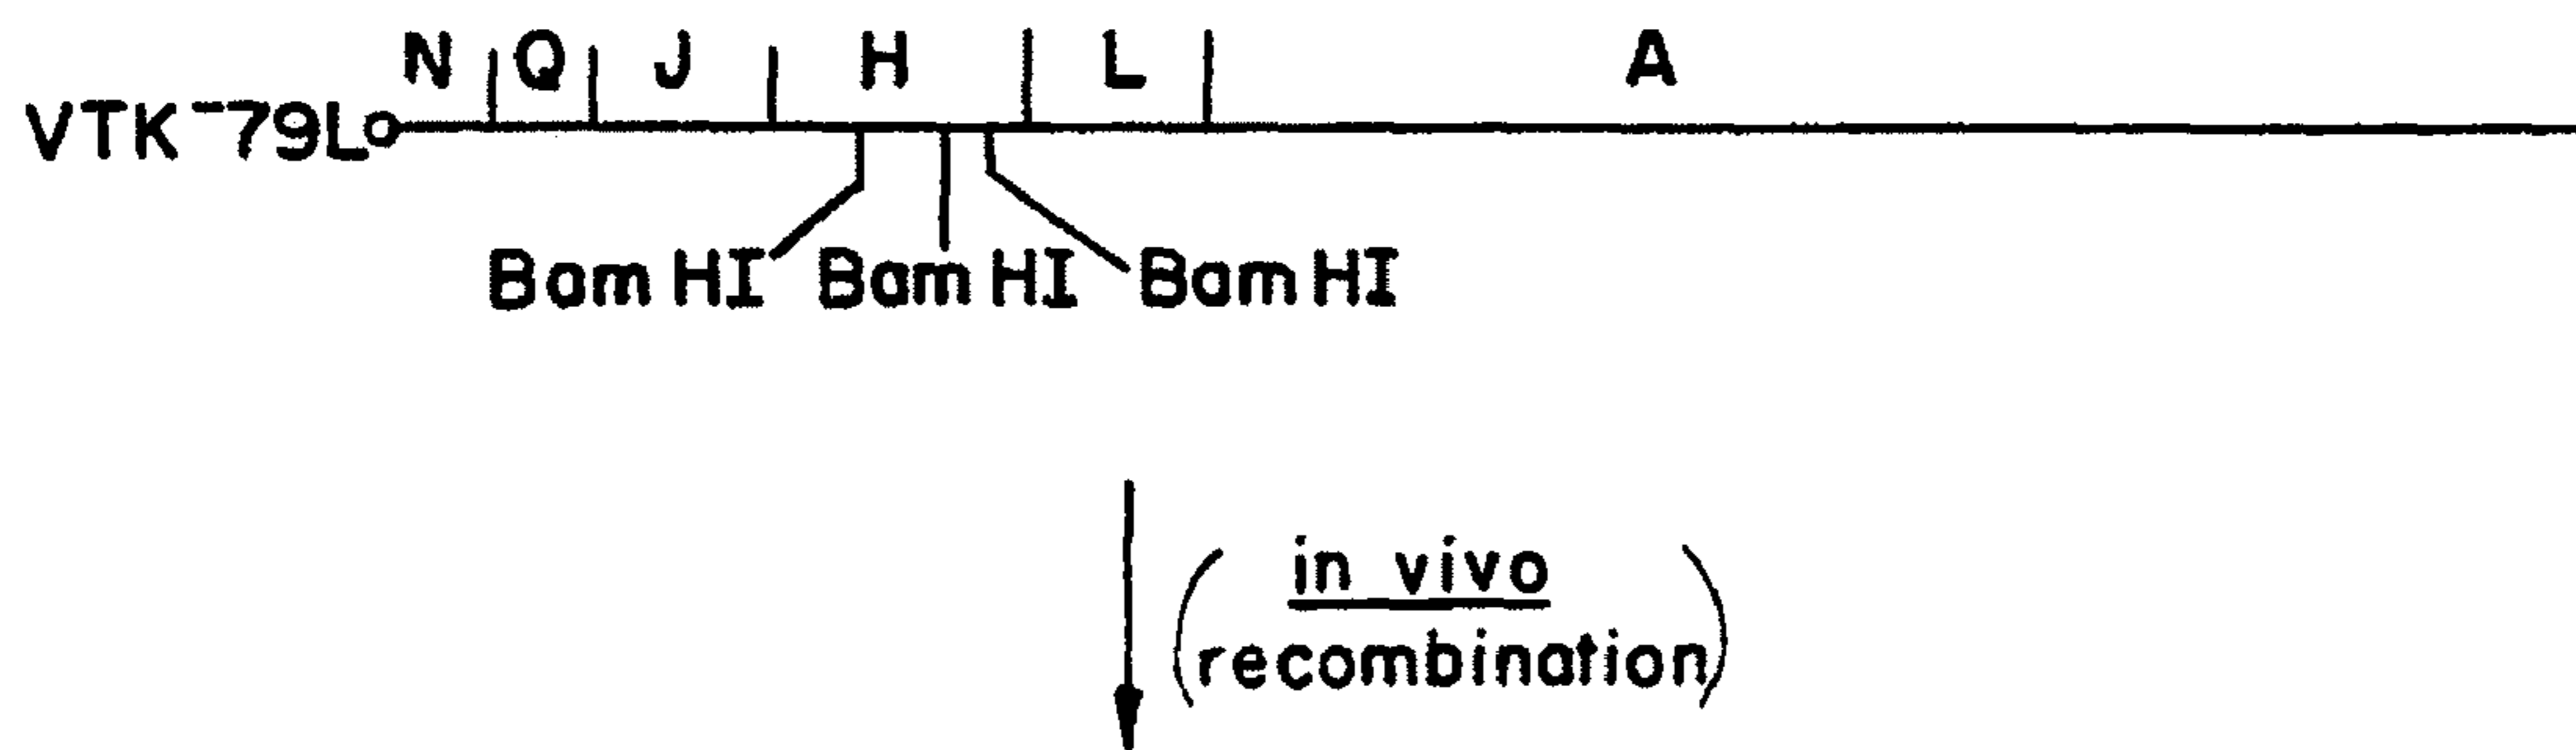 N Q J H L A
VTK⁻79L
Bam HI Bam HI Bam HI
in vivo
recombination